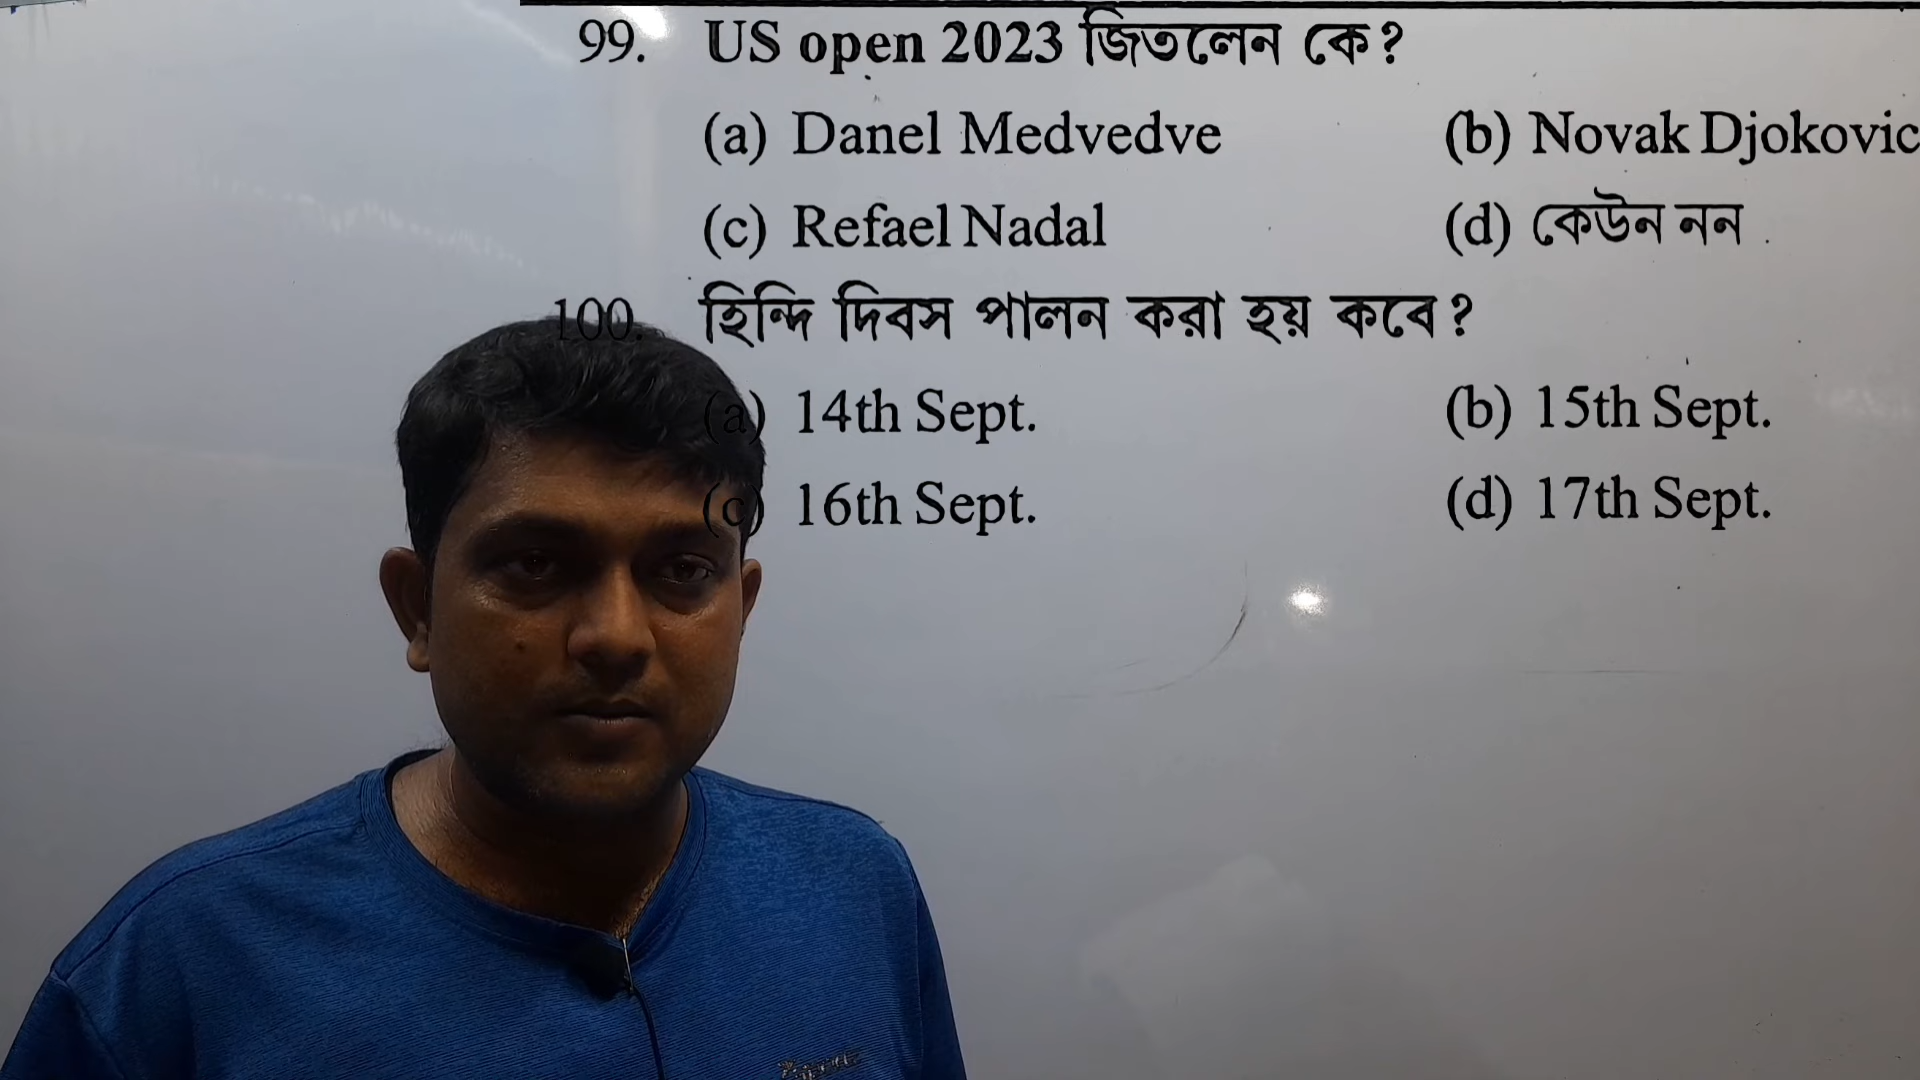 99. US open 2023 জিতলেন কে?
(a) Danel Medvedve (b) Novak Djokovic
(c) Refael Nadal (d) কেউন নন
100. হিন্দি দিবস পালন করা হয় কবে?
(a) 14th Sept. (b) 15th Sept.
(c) 16th Sept. (d) 17th Sept.